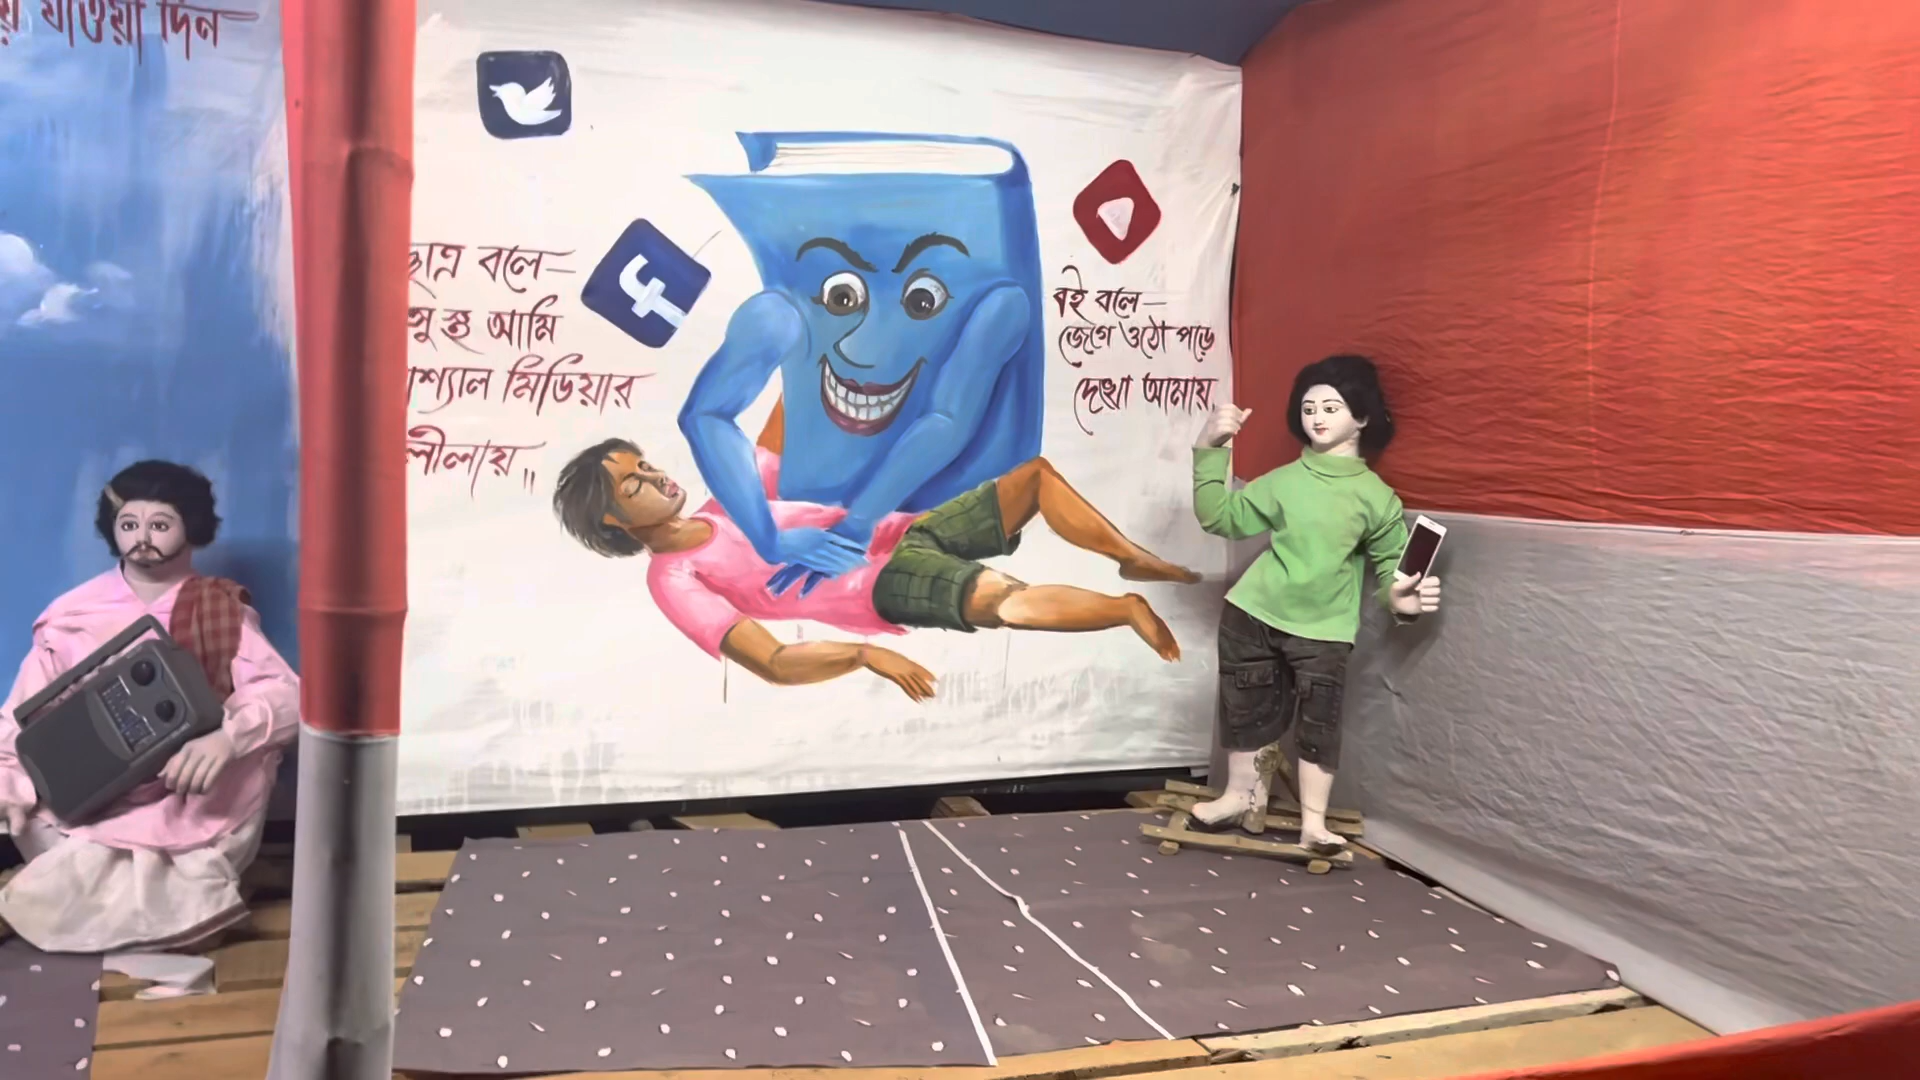 যাওয়া দিন
ছাত্র বলে—
সুস্থ আমি
শ্যাল মিডিয়ার
লীলায়॥
বই বলে—
জেগে ওঠো পড়ে
দেখো আমায়